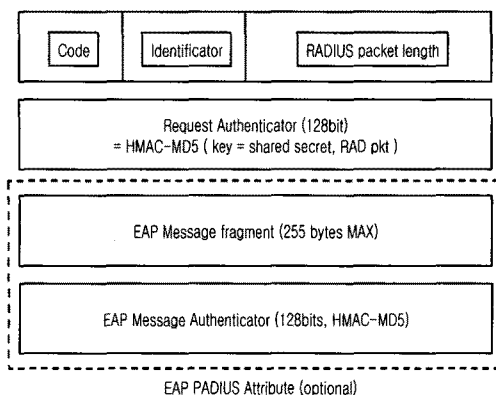 Code
Identificator
RADIUS packet length
Request Authenticator (128bit)
= HMAC-MD5 ( key = shared secret, RAD pkt )
EAP Message fragment (255 bytes MAX)
EAP Message Authenticator (128bits, HMAC-MD5)
EAP PADIUS Attribute (optional)